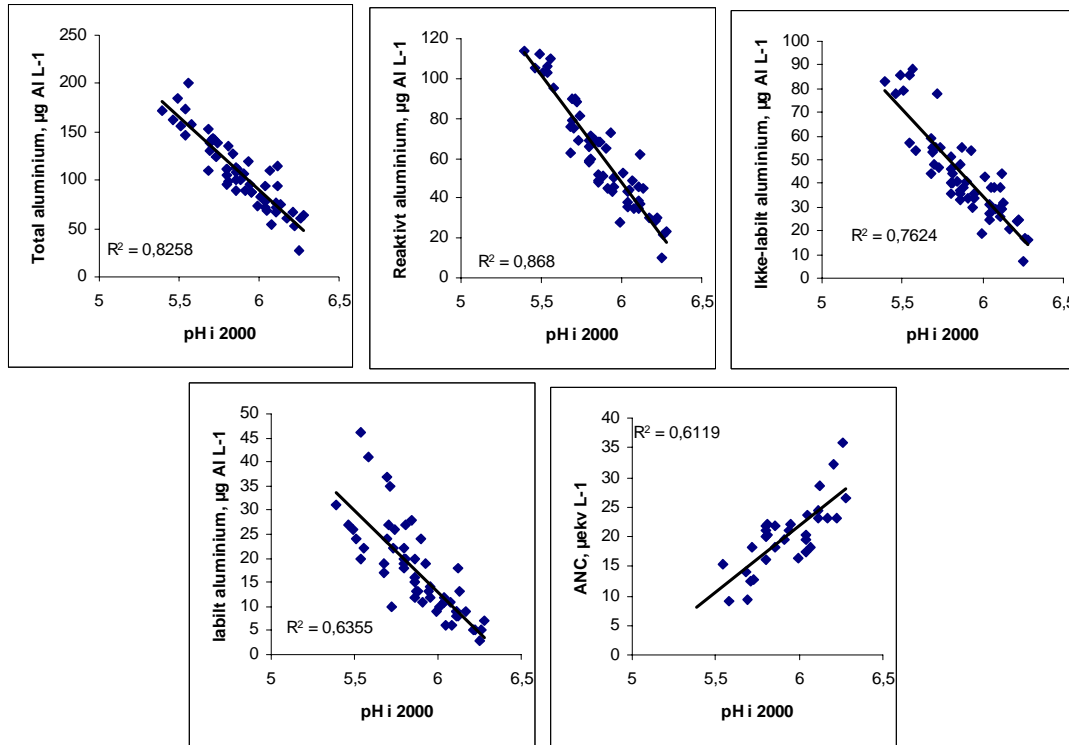 Total aluminium, µg Al L-1
250
200
150
100
50
0
R² = 0,8258
5 5,5 6 6,5
pH i 2000
Reaktivt aluminium, µg Al L-1
120
100
80
60
40
20
0
R² = 0,868
5 5,5 6 6,5
pH i 2000
Ikke-labilt aluminium, µg Al L-1
100
90
80
70
60
50
40
30
20
10
0
R² = 0,7624
5 5,5 6 6,5
pH i 2000
labilt aluminium, µg Al L-1
50
45
40
35
30
25
20
15
10
5
0
R² = 0,6355
5 5,5 6 6,5
pH i 2000
ANC, µekv L-1
40
35
30
25
20
15
10
5
0
R² = 0,6119
5 5,5 6 6,5
pH i 2000